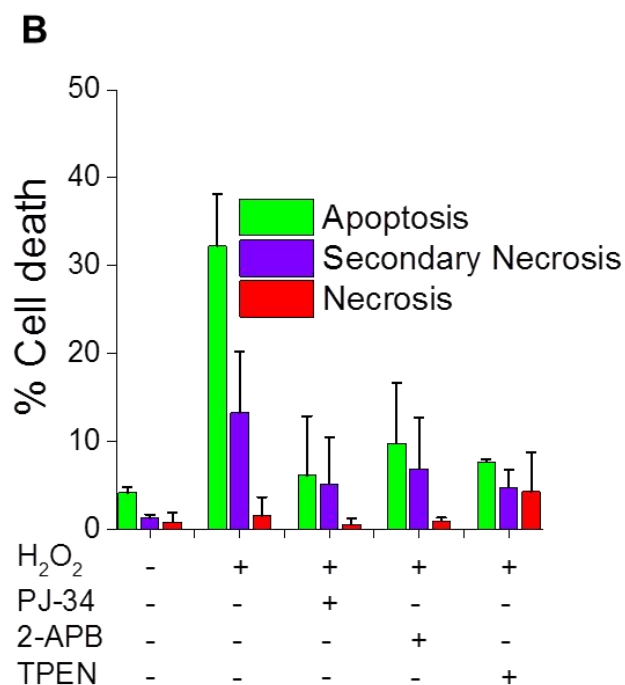 B
50
40
30
20
10
0
% Cell death
Apoptosis
Secondary Necrosis
Necrosis
H₂O₂ - + + + +
PJ-34 - - + - -
2-APB - - - + -
TPEN - - - - +